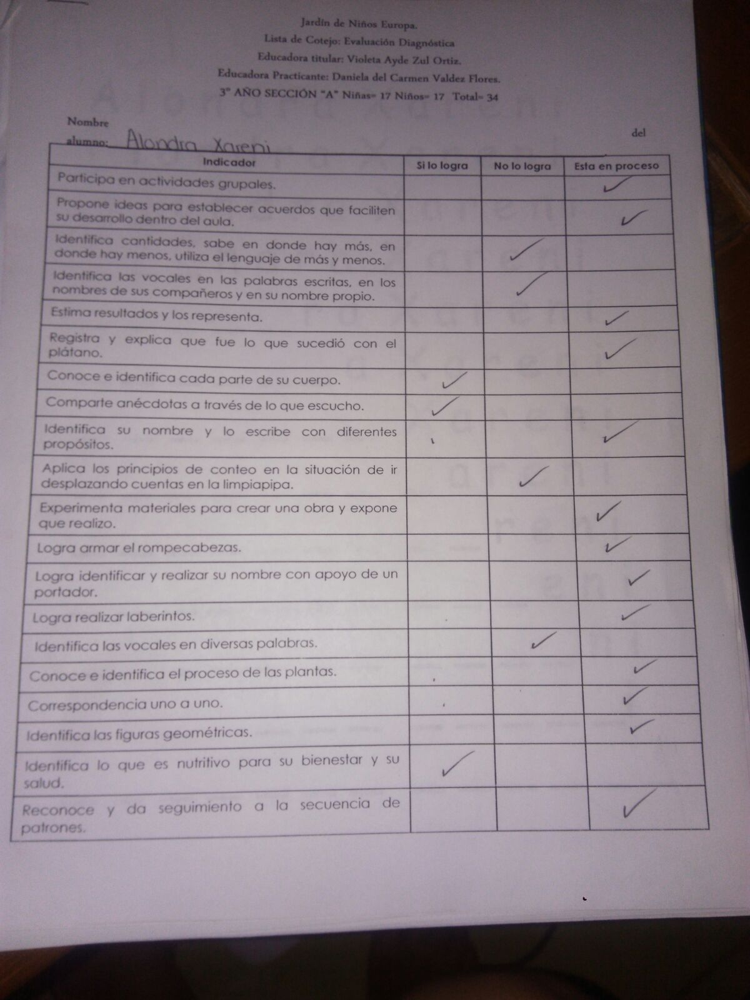 Jardín de Niños Europa.
Lista de Cotejo: Evaluación Diagnóstica
Educadora titular: Violeta Ayde Zul Ortiz.
Educadora Practicante: Daniela del Carmen Valdez Flores.
3° AÑO SECCIÓN "A" Niñas= 17 Niños= 17 Total= 34
Nombre del
alumno: Alondra Xareni
Indicador Si lo logra No lo logra Esta en proceso
Participa en actividades grupales. ✓
Propone ideas para establecer acuerdos que faciliten
su desarrollo dentro del aula. ✓
Identifica cantidades, sabe en donde hay más, en
donde hay menos, utiliza el lenguaje de más y menos. ✓
Identifica las vocales en las palabras escritas, en los
nombres de sus compañeros y en su nombre propio. ✓
Estima resultados y los representa. ✓
Registra y explica que fue lo que sucedió con el
plátano. ✓
Conoce e identifica cada parte de su cuerpo. ✓
Comparte anécdotas a través de lo que escucho. ✓
Identifica su nombre y lo escribe con diferentes
propósitos. ✓
Aplica los principios de conteo en la situación de ir
desplazando cuentas en la limpiapipa. ✓
Experimenta materiales para crear una obra y expone
que realizo. ✓
Logra armar el rompecabezas. ✓
Logra identificar y realizar su nombre con apoyo de un
portador. ✓
Logra realizar laberintos. ✓
Identifica las vocales en diversas palabras. ✓
Conoce e identifica el proceso de las plantas. ✓
Correspondencia uno a uno. ✓
Identifica las figuras geométricas. ✓
Identifica lo que es nutritivo para su bienestar y su
salud. ✓
Reconoce y da seguimiento a la secuencia de
patrones. ✓